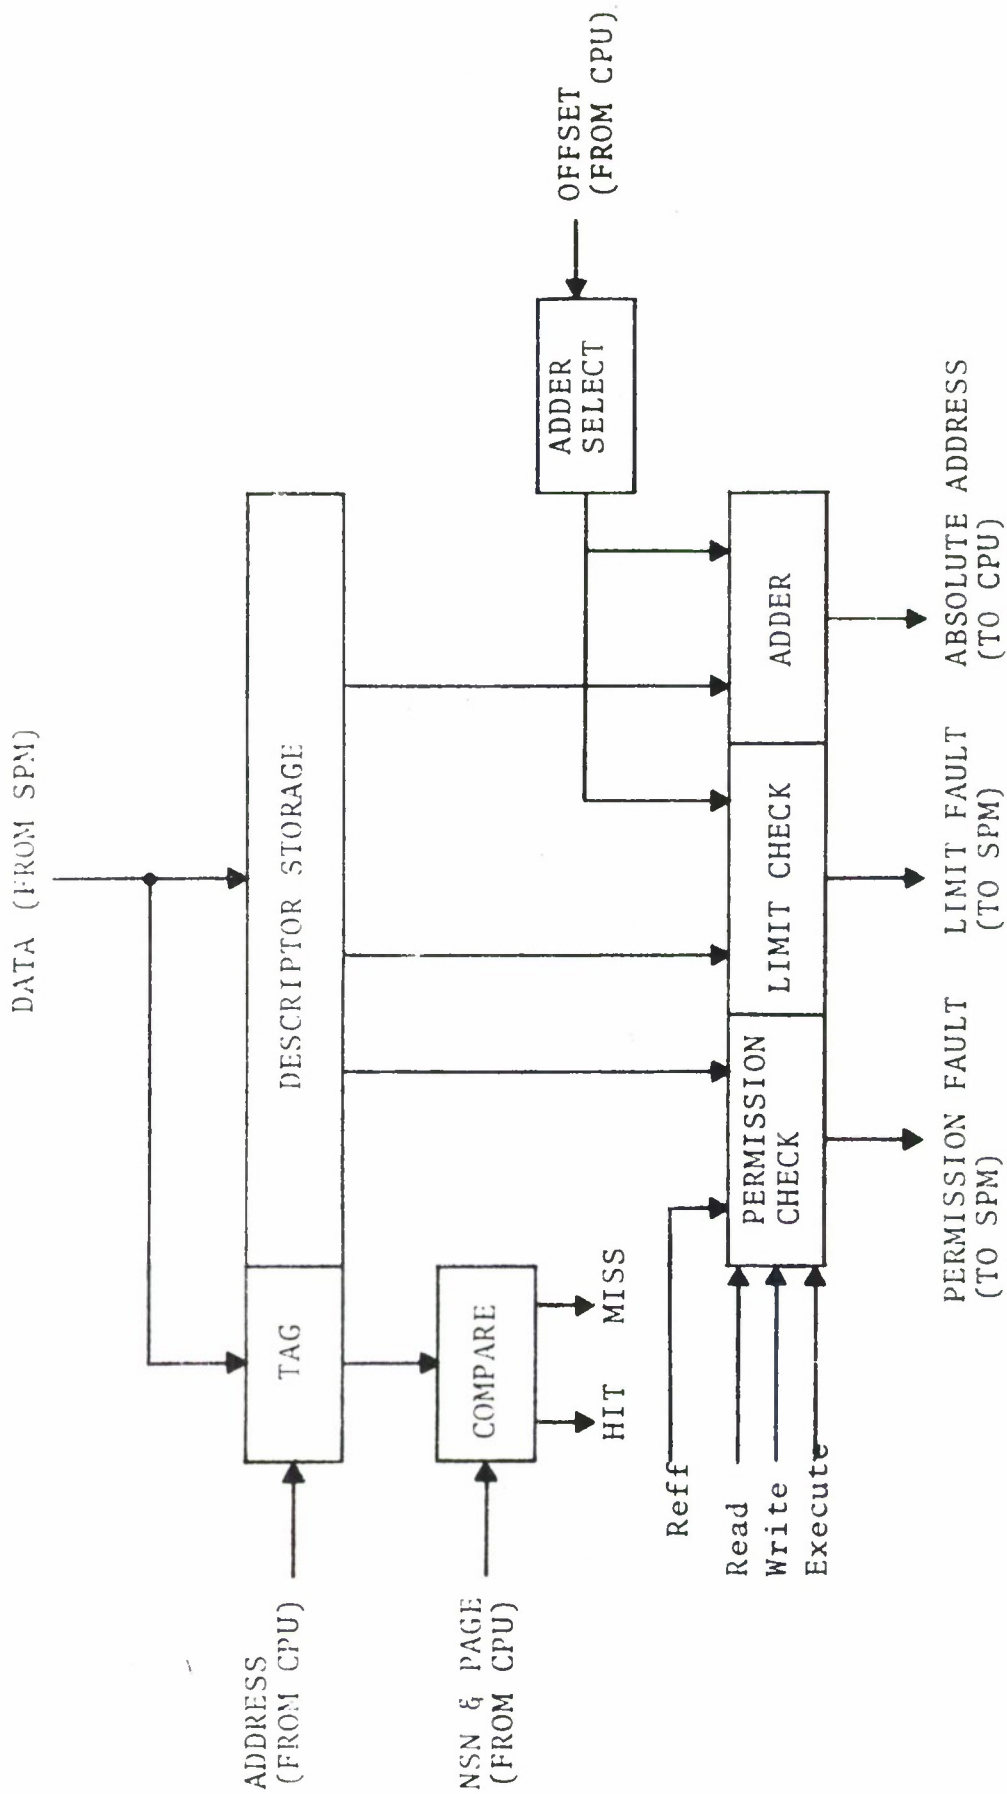 DATA (FROM SPM)
ADDRESS
(FROM CPU)
TAG
DESCRIPTOR STORAGE
NSN & PAGE
(FROM CPU)
COMPARE
HIT
MISS
ADDER
SELECT
OFFSET
(FROM CPU)
Reff
Read
Write
Execute
PERMISSION
CHECK
LIMIT CHECK
ADDER
PERMISSION FAULT
(TO SPM)
LIMIT FAULT
(TO SPM)
ABSOLUTE ADDRESS
(TO CPU)